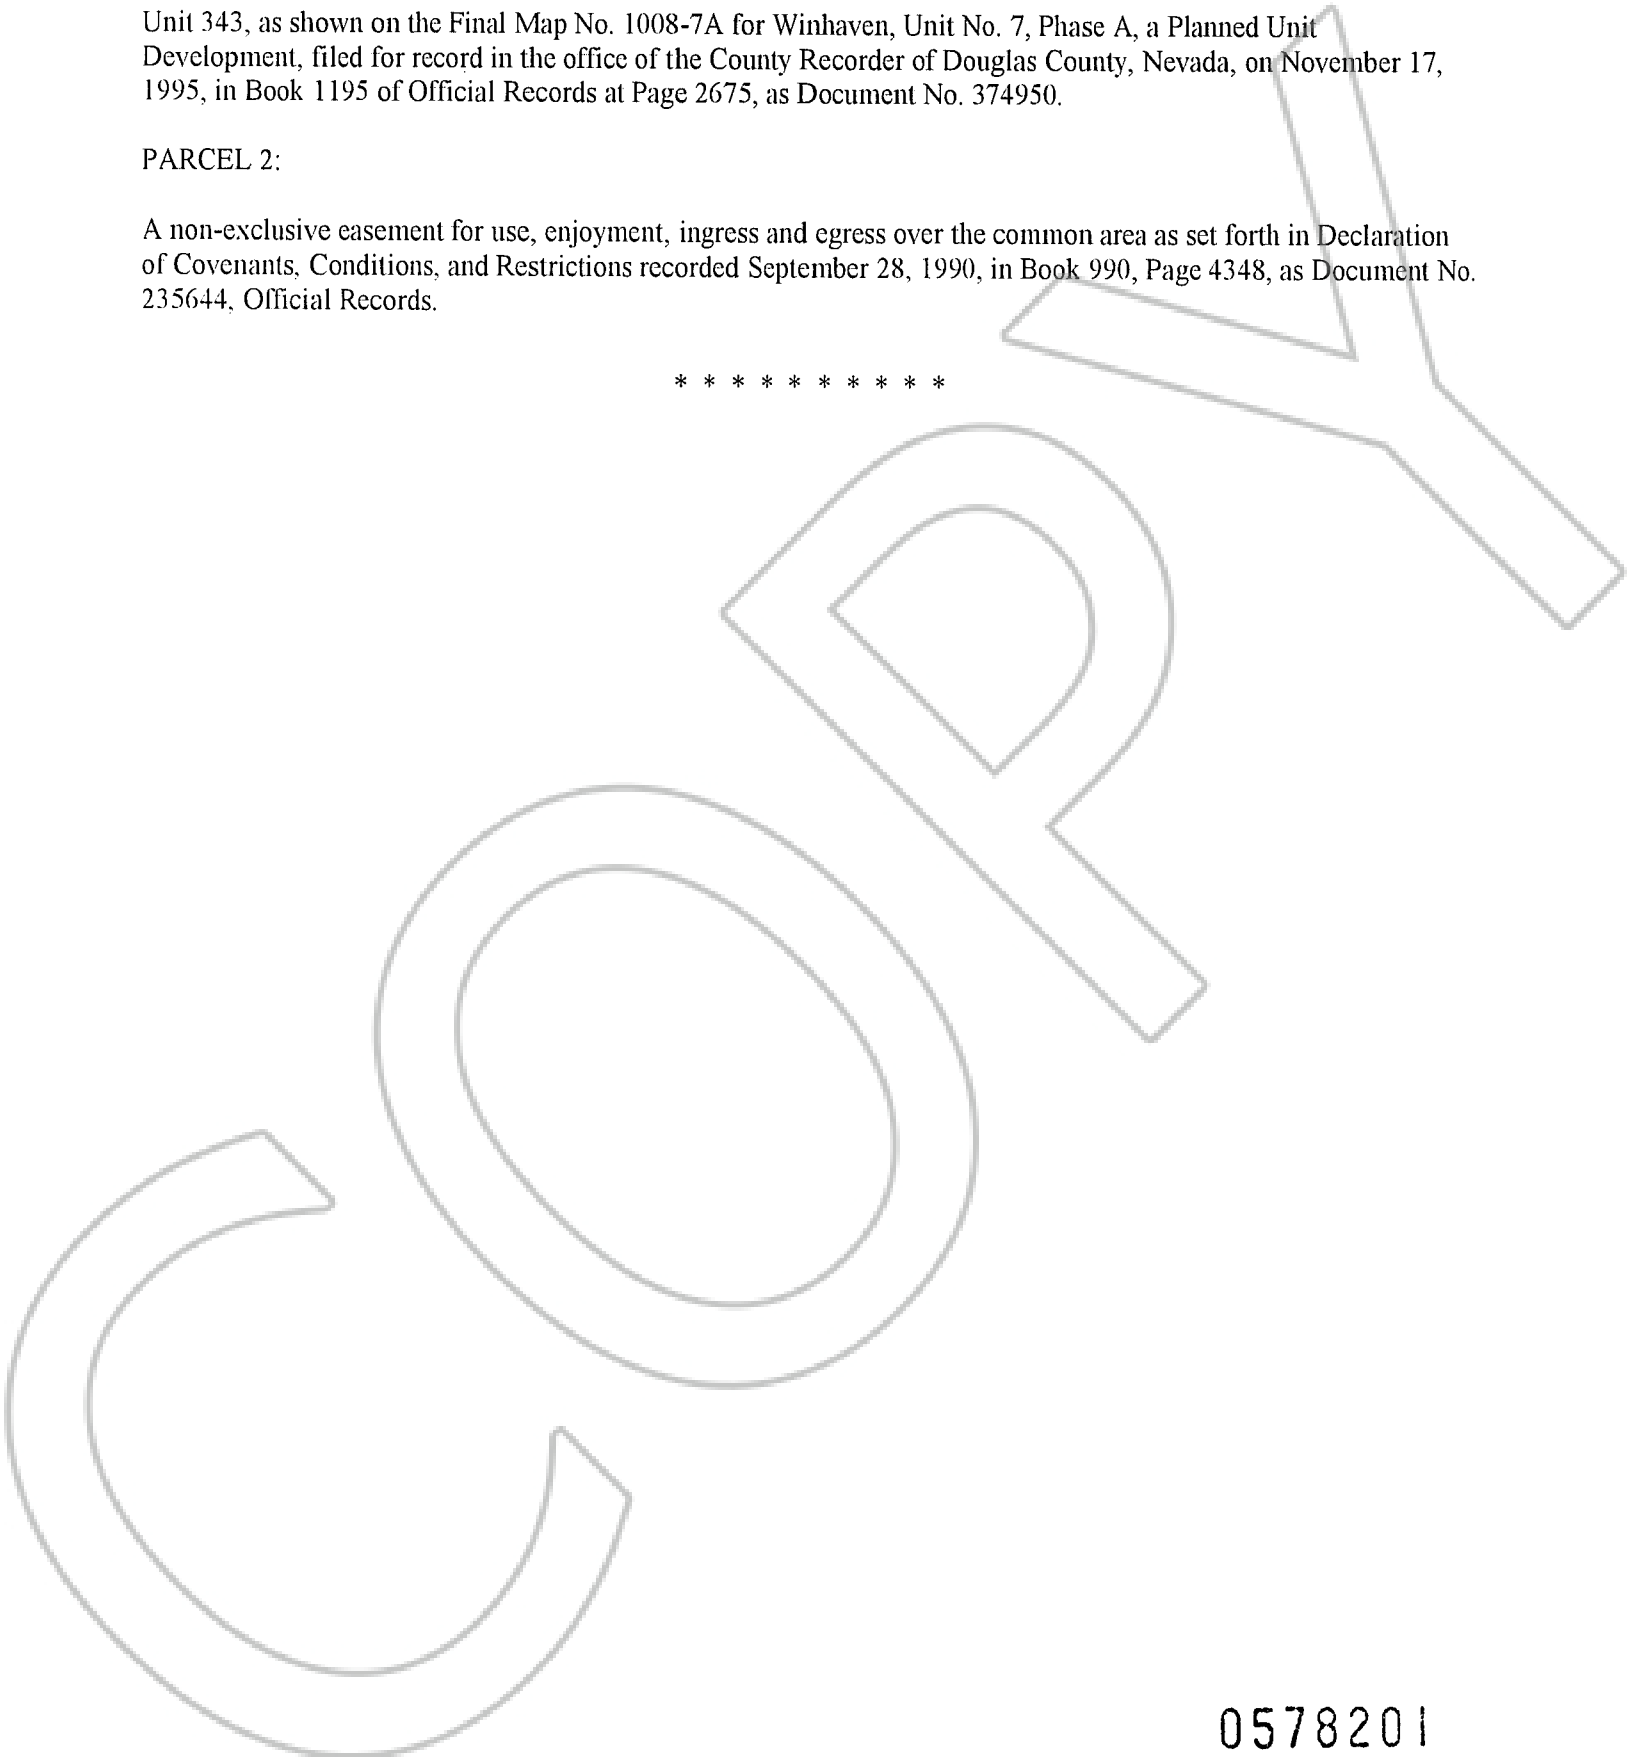 Unit 343, as shown on the Final Map No. 1008-7A for Winhaven, Unit No. 7, Phase A, a Planned Unit
Development, filed for record in the office of the County Recorder of Douglas County, Nevada, on November 17,
1995, in Book 1195 of Official Records at Page 2675, as Document No. 374950.
PARCEL 2:
A non-exclusive easement for use, enjoyment, ingress and egress over the common area as set forth in Declaration
of Covenants, Conditions, and Restrictions recorded September 28, 1990, in Book 990, Page 4348, as Document No.
235644, Official Records.
* * * * * * * * * *
COPY
0578201